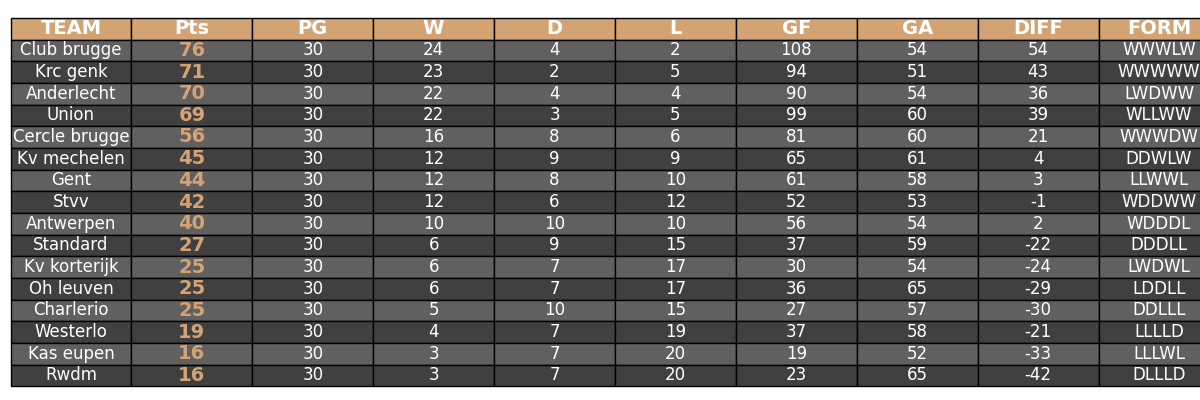 TEAM Pts PG W D L GF GA DIFF FORM
Club brugge 76 30 24 4 2 108 54 54 WWWLW
Krc genk 71 30 23 2 5 94 51 43 WWWWW
Anderlecht 70 30 22 4 4 90 54 36 LWDWW
Union 69 30 22 3 5 99 60 39 WLLWW
Cercle brugge 56 30 16 8 6 81 60 21 WWWDW
Kv mechelen 45 30 12 9 9 65 61 4 DDWLW
Gent 44 30 12 8 10 61 58 3 LLWWL
Stvv 42 30 12 6 12 52 53 -1 WDDWW
Antwerpen 40 30 10 10 10 56 54 2 WDDDL
Standard 27 30 6 9 15 37 59 -22 DDDLL
Kv korterijk 25 30 6 7 17 30 54 -24 LWDWL
Oh leuven 25 30 6 7 17 36 65 -29 LDDLL
Charlerio 25 30 5 10 15 27 57 -30 DDLLL
Westerlo 19 30 4 7 19 37 58 -21 LLLLD
Kas eupen 16 30 3 7 20 19 52 -33 LLLWL
Rwdm 16 30 3 7 20 23 65 -42 DLLLD